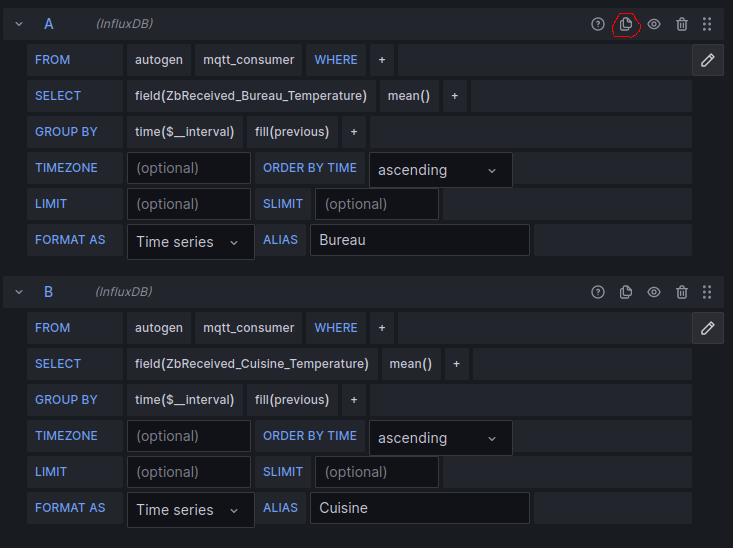 A (InfluxDB)
FROM autogen mqtt_consumer WHERE +
SELECT field(ZbReceived_Bureau_Temperature) mean() +
GROUP BY time($__interval) fill(previous) +
TIMEZONE (optional) ORDER BY TIME ascending
LIMIT (optional) SLIMIT (optional)
FORMAT AS Time series ALIAS Bureau
B (InfluxDB)
FROM autogen mqtt_consumer WHERE +
SELECT field(ZbReceived_Cuisine_Temperature) mean() +
GROUP BY time($__interval) fill(previous) +
TIMEZONE (optional) ORDER BY TIME ascending
LIMIT (optional) SLIMIT (optional)
FORMAT AS Time series ALIAS Cuisine